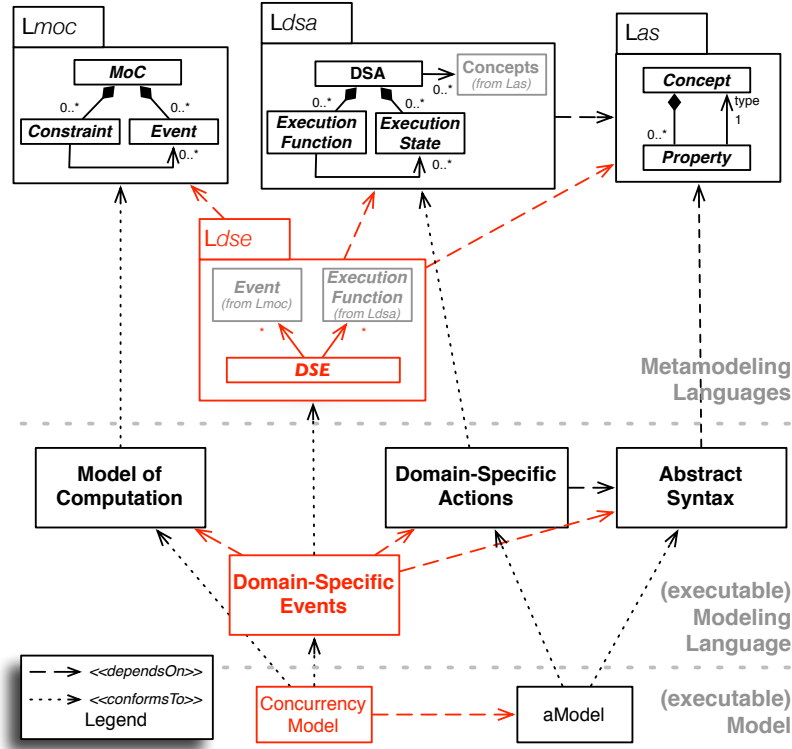 Lmoc
MoC
0..*
0..*
Constraint
Event
0..*
Ldsa
DSA
Concepts
(from Las)
0..*
0..*
0..*
Execution
Function
Execution
State
0..*
Las
Concept
type
1
0..*
Property
Ldse
Event
(from Lmoc)
Execution
Function
(from Ldsa)
*
*
DSE
Metamodeling
Languages
Model of
Computation
Domain-Specific
Actions
Abstract
Syntax
Domain-Specific
Events
(executable)
Modeling
Language
<<dependsOn>>
<<conformsTo>>
Legend
Concurrency
Model
aModel
(executable)
Model